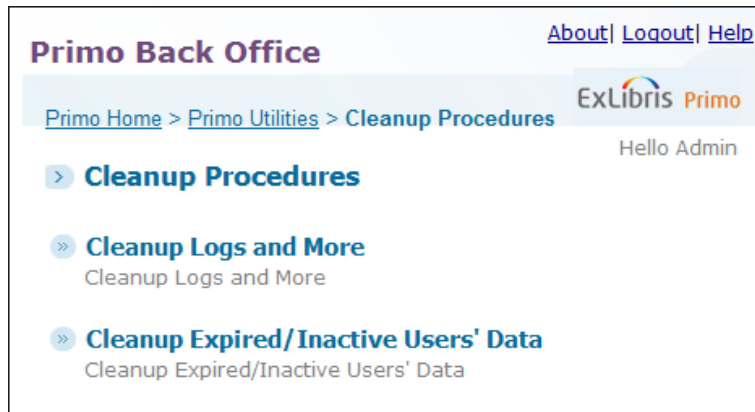 About| Logout| Help
Primo Back Office
ExLibris Primo
Primo Home > Primo Utilities > Cleanup Procedures
Hello Admin
> Cleanup Procedures
» Cleanup Logs and More
Cleanup Logs and More
» Cleanup Expired/Inactive Users' Data
Cleanup Expired/Inactive Users' Data